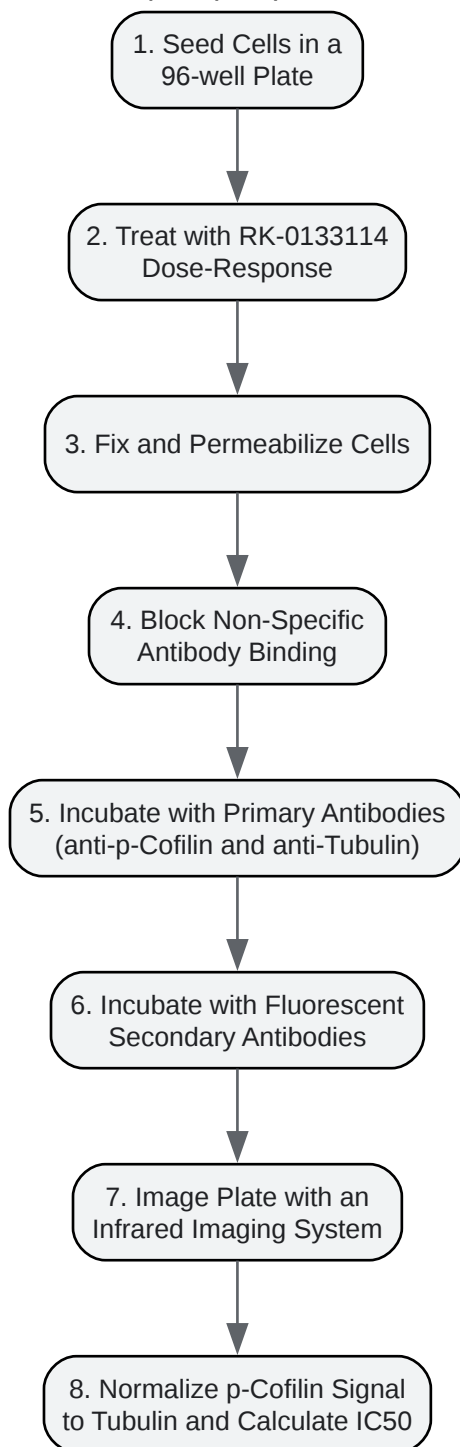 1. Seed Cells in a
96-well Plate
2. Treat with RK-0133114
Dose-Response
3. Fix and Permeabilize Cells
4. Block Non-Specific
Antibody Binding
5. Incubate with Primary Antibodies
(anti-p-Cofilin and anti-Tubulin)
6. Incubate with Fluorescent
Secondary Antibodies
7. Image Plate with an
Infrared Imaging System
8. Normalize p-Cofilin Signal
to Tubulin and Calculate IC50